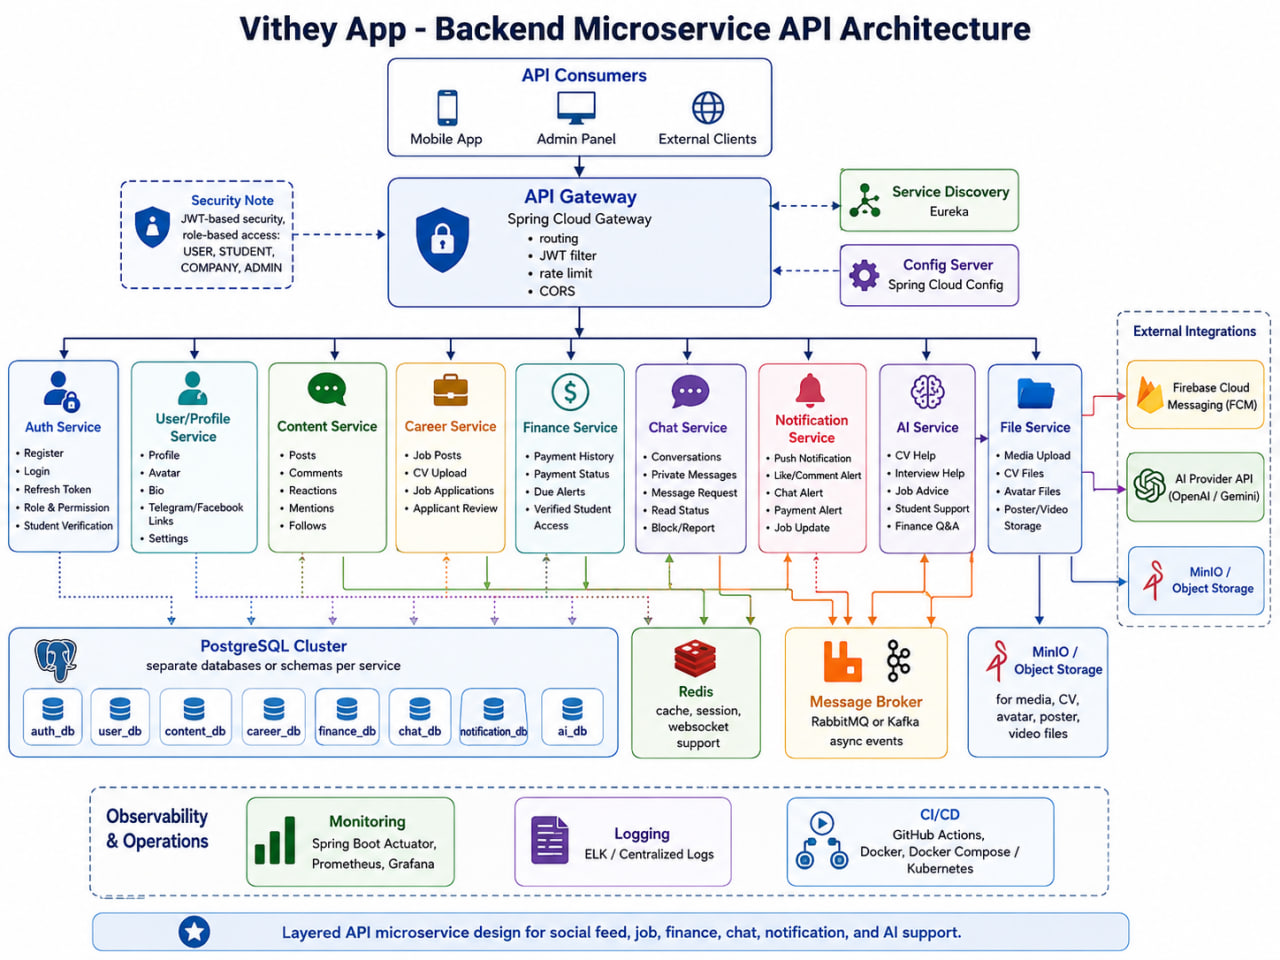 Vithey App - Backend Microservice API Architecture
API Consumers
Mobile App
Admin Panel
External Clients
Security Note
JWT-based security,
role-based access:
USER, STUDENT,
COMPANY, ADMIN
API Gateway
Spring Cloud Gateway
• routing
• JWT filter
• rate limit
• CORS
Service Discovery
Eureka
Config Server
Spring Cloud Config
Auth Service
• Register
• Login
• Refresh Token
• Role & Permission
• Student Verification
User/Profile
Service
• Profile
• Avatar
• Bio
• Telegram/Facebook
Links
• Settings
Content Service
• Posts
• Comments
• Reactions
• Mentions
• Follows
Career Service
• Job Posts
• CV Upload
• Job Applications
• Applicant Review
Finance Service
• Payment History
• Payment Status
• Due Alerts
• Verified Student
Access
Chat Service
• Conversations
• Private Messages
• Message Request
• Read Status
• Block/Report
Notification
Service
• Push Notification
• Like/Comment Alert
• Chat Alert
• Payment Alert
• Job Update
AI Service
• CV Help
• Interview Help
• Job Advice
• Student Support
• Finance Q&A
File Service
• Media Upload
• CV Files
• Avatar Files
• Poster/Video
Storage
External Integrations
Firebase Cloud
Messaging (FCM)
AI Provider API
(OpenAI / Gemini)
MinIO /
Object Storage
PostgreSQL Cluster
separate databases or schemas per service
auth_db
user_db
content_db
career_db
finance_db
chat_db
notification_db
ai_db
Redis
cache, session,
websocket
support
Message Broker
RabbitMQ or Kafka
async events
MinIO /
Object Storage
for media, CV,
avatar, poster,
video files
Observability
& Operations
Monitoring
Spring Boot Actuator,
Prometheus, Grafana
Logging
ELK / Centralized Logs
CI/CD
GitHub Actions,
Docker, Docker Compose /
Kubernetes
Layered API microservice design for social feed, job, finance, chat, notification, and AI support.